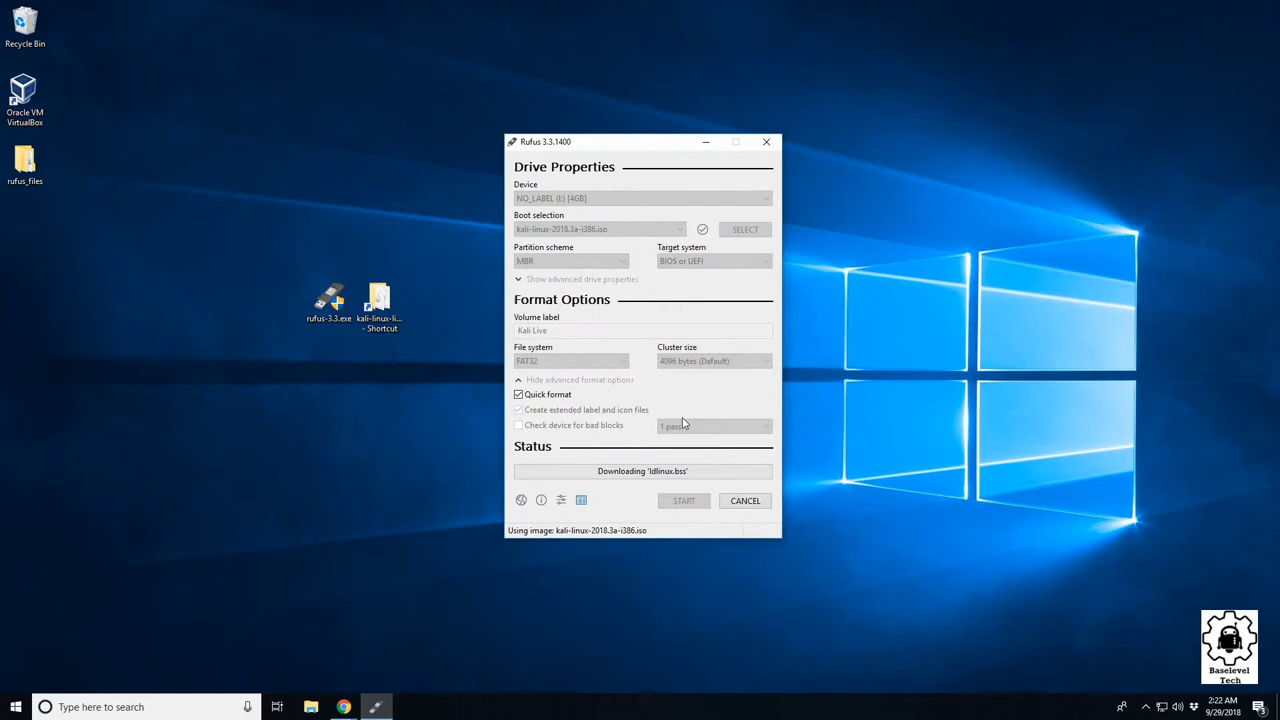 Recycle Bin
Oracle VM
VirtualBox
rufus_files
rufus-3.3.exe
kali-linux-li...
- Shortcut
Rufus 3.3.1400
Drive Properties
Device
NO_LABEL (I:) [4GB]
Boot selection
kali-linux-2018.3a-i386.iso
SELECT
Partition scheme
Target system
MBR
BIOS or UEFI
Show advanced drive properties
Format Options
Volume label
Kali Live
File system
Cluster size
FAT32
4096 bytes (Default)
Hide advanced format options
Quick format
Create extended label and icon files
Check device for bad blocks
1 pass
Status
Downloading 'ldlinux.bss'
START
CANCEL
Using image: kali-linux-2018.3a-i386.iso
Baselevel
Tech
Type here to search
2:22 AM
9/29/2018
3